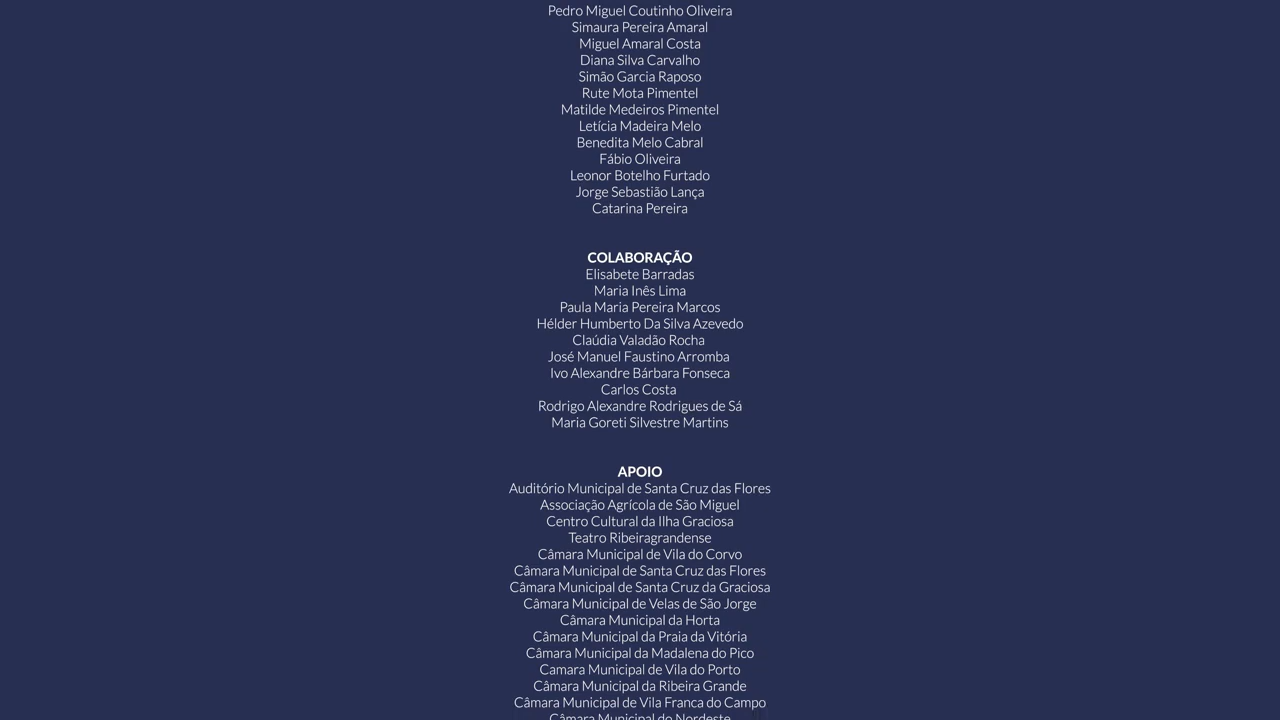 Pedro Miguel Coutinho Oliveira
Simaura Pereira Amaral
Miguel Amaral Costa
Diana Silva Carvalho
Simão Garcia Raposo
Rute Mota Pimentel
Matilde Medeiros Pimentel
Letícia Madeira Melo
Benedita Melo Cabral
Fábio Oliveira
Leonor Botelho Furtado
Jorge Sebastião Lança
Catarina Pereira
COLABORAÇÃO
Elisabete Barradas
Maria Inês Lima
Paula Maria Pereira Marcos
Hélder Humberto Da Silva Azevedo
Claúdia Valadão Rocha
José Manuel Faustino Arromba
Ivo Alexandre Bárbara Fonseca
Carlos Costa
Rodrigo Alexandre Rodrigues de Sá
Maria Goreti Silvestre Martins
APOIO
Auditório Municipal de Santa Cruz das Flores
Associação Agrícola de São Miguel
Centro Cultural da Ilha Graciosa
Teatro Ribeiragrandense
Câmara Municipal de Vila do Corvo
Câmara Municipal de Santa Cruz das Flores
Câmara Municipal de Santa Cruz da Graciosa
Câmara Municipal de Velas de São Jorge
Câmara Municipal da Horta
Câmara Municipal da Praia da Vitória
Câmara Municipal da Madalena do Pico
Camara Municipal de Vila do Porto
Câmara Municipal da Ribeira Grande
Câmara Municipal de Vila Franca do Campo
Câmara Municipal do Nordeste